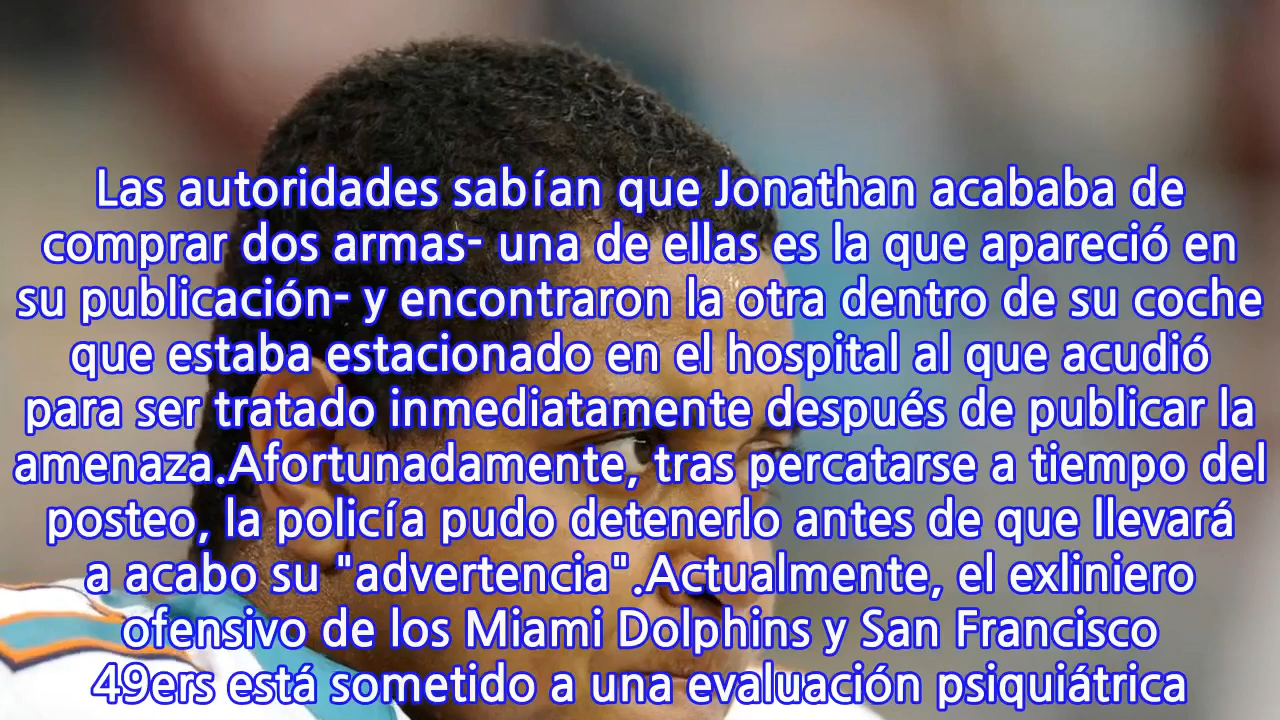 Las autoridades sabían que Jonathan acababa de
comprar dos armas- una de ellas es la que apareció en
su publicación- y encontraron la otra dentro de su coche
que estaba estacionado en el hospital al que acudió
para ser tratado inmediatamente después de publicar la
amenaza.Afortunadamente, tras percatarse a tiempo del
posteo, la policía pudo detenerlo antes de que llevará
a acabo su "advertencia".Actualmente, el exliniero
ofensivo de los Miami Dolphins y San Francisco
49ers está sometido a una evaluación psiquiátrica